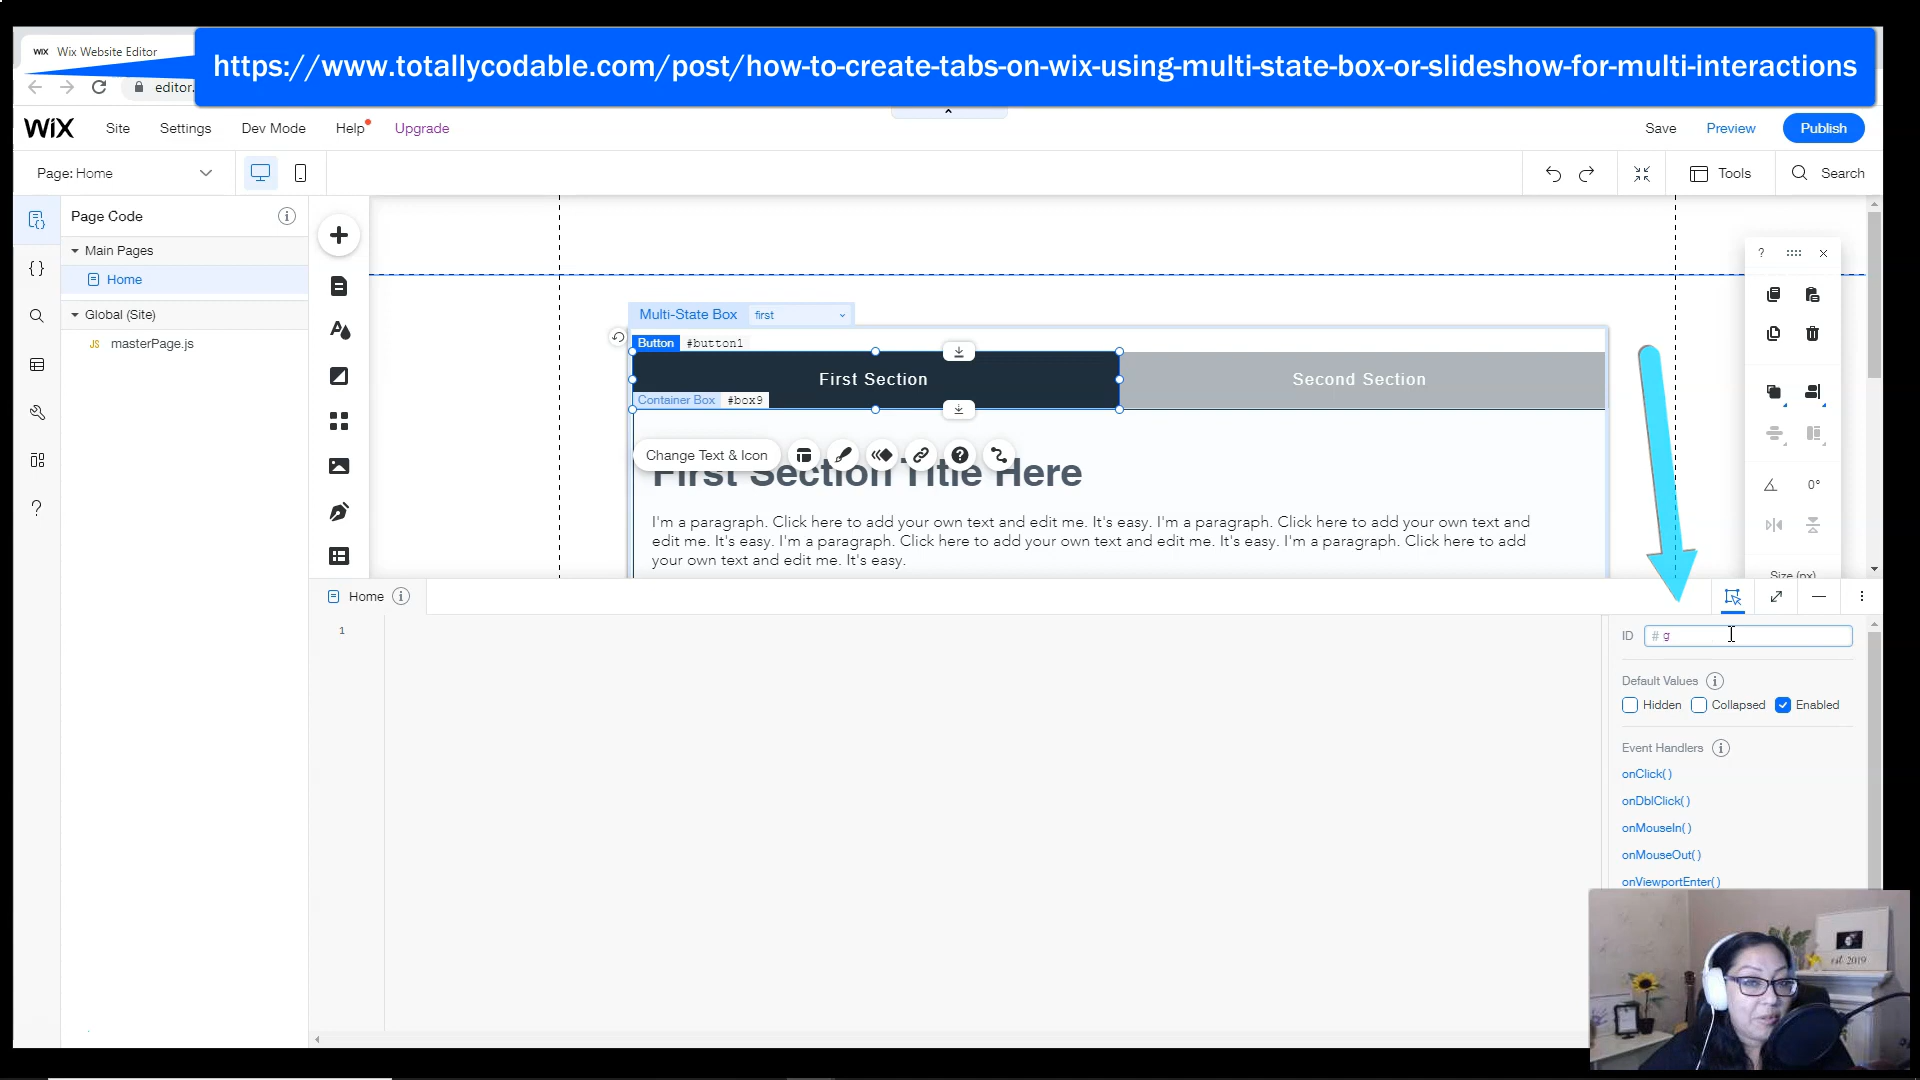 WiX Wix Website Editor
https://www.totallycodable.com/post/how-to-create-tabs-on-wix-using-multi-state-box-or-slideshow-for-multi-interactions
editor.
WiX Site Settings Dev Mode Help Upgrade Save Preview Publish
Page: Home Tools Search
Page Code
Main Pages
Home
Global (Site)
JS masterPage.js
Multi-State Box first
Button #button1
First Section Second Section
Container Box #box9
Change Text & Icon
First Section Title Here
I'm a paragraph. Click here to add your own text and edit me. It's easy. I'm a paragraph. Click here to add your own text and
edit me. It's easy. I'm a paragraph. Click here to add your own text and edit me. It's easy. I'm a paragraph. Click here to add
your own text and edit me. It's easy.
0°
Size (px)
Home
1
ID # g
Default Values
Hidden Collapsed Enabled
Event Handlers
onClick()
onDblClick()
onMouseIn()
onMouseOut()
onViewportEnter()
est. 2019